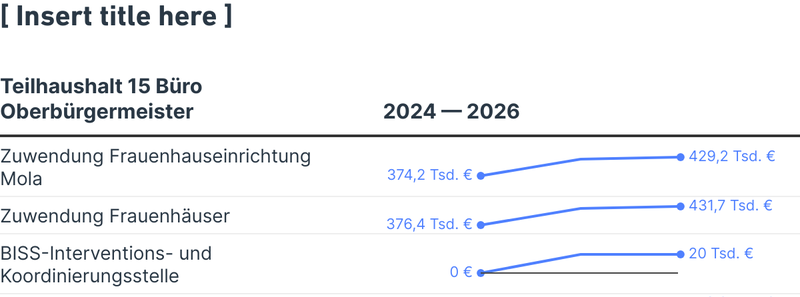 [ Insert title here ]
Teilhaushalt 15 Büro
Oberbürgermeister
2024 — 2026
Zuwendung Frauenhauseinrichtung
Mola
374,2 Tsd. €
429,2 Tsd. €
Zuwendung Frauenhäuser
376,4 Tsd. €
431,7 Tsd. €
BISS-Interventions- und
Koordinierungsstelle
0 €
20 Tsd. €